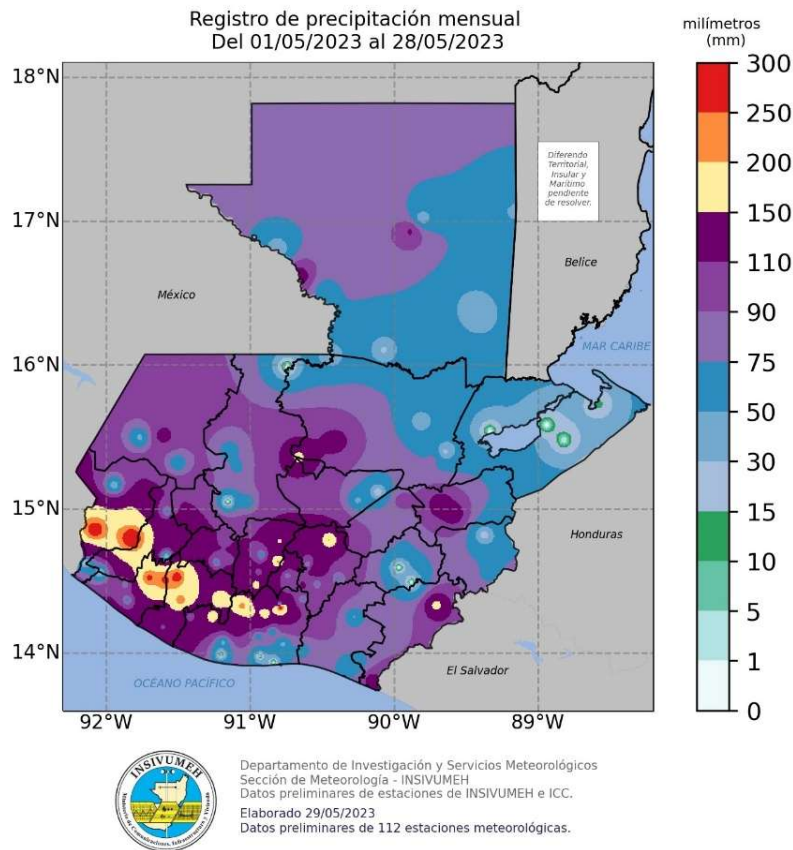 Registro de precipitación mensual
Del 01/05/2023 al 28/05/2023
milímetros
(mm)
18°N
17°N
16°N
15°N
14°N
92°W
91°W
90°W
89°W
300
250
200
150
110
90
75
50
30
15
10
5
1
0
Diferendo
Territorial,
Insular y
Marítimo
pendiente
de resolver.
Belice
México
MAR CARIBE
Honduras
El Salvador
OCÉANO PACÍFICO
INSIVUMEH
Departamento de Investigación y Servicios Meteorológicos
Sección de Meteorología - INSIVUMEH
Datos preliminares de estaciones de INSIVUMEH e ICC.
Elaborado 29/05/2023
Datos preliminares de 112 estaciones meteorológicas.